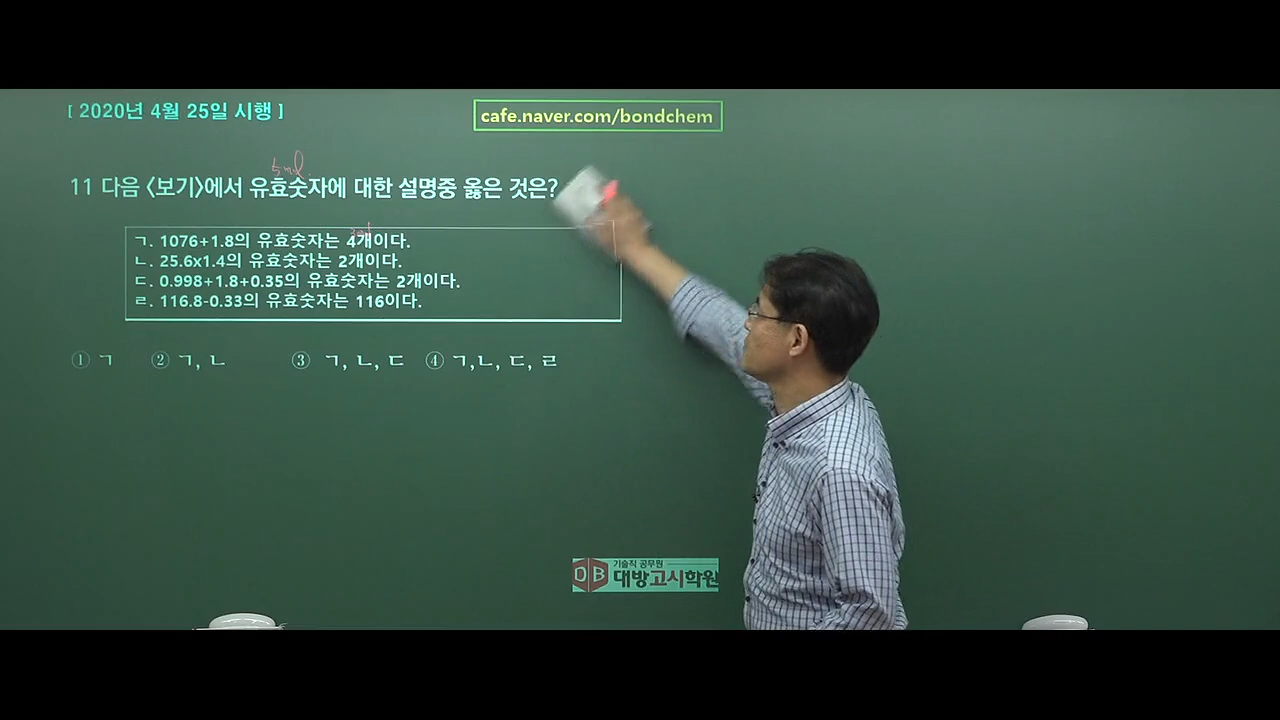 [ 2020년 4월 25일 시행 ]
cafe.naver.com/bondchem
11 다음 〈보기〉에서 유효숫자에 대한 설명중 옳은 것은?
ㄱ. 1076+1.8의 유효숫자는 4개이다.
ㄴ. 25.6x1.4의 유효숫자는 2개이다.
ㄷ. 0.998+1.8+0.35의 유효숫자는 2개이다.
ㄹ. 116.8-0.33의 유효숫자는 116이다.
① ㄱ ② ㄱ, ㄴ ③ ㄱ, ㄴ, ㄷ ④ ㄱ,ㄴ, ㄷ, ㄹ
기술직 공무원
DB 대방고시학원